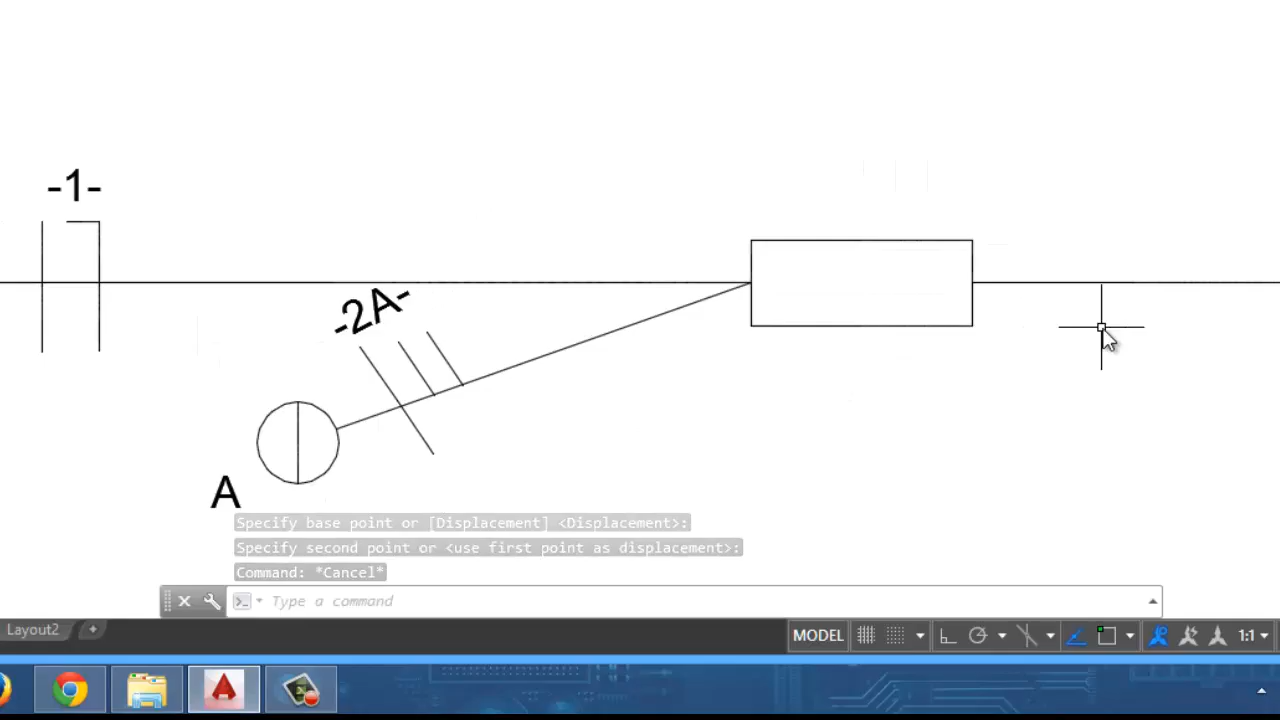 -1-
-2A-
A
Specify base point or [Displacement] <Displacement>:
Specify second point or <use first point as displacement>:
Command: *Cancel*
Type a command
Layout2 +
MODEL 1:1